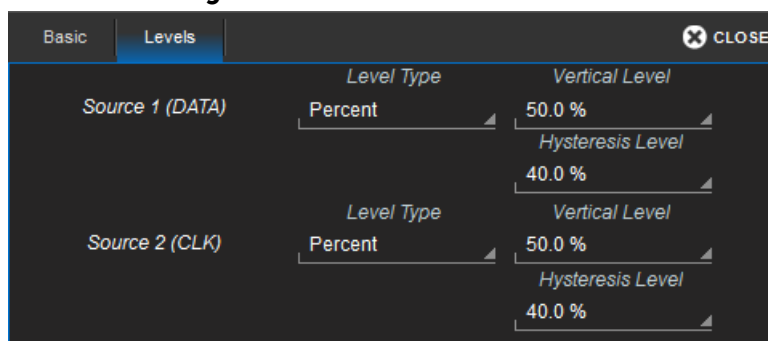 Basic Levels CLOSE
Level Type Vertical Level
Source 1 (DATA) Percent 50.0 %
Hysteresis Level
40.0 %
Level Type Vertical Level
Source 2 (CLK) Percent 50.0 %
Hysteresis Level
40.0 %